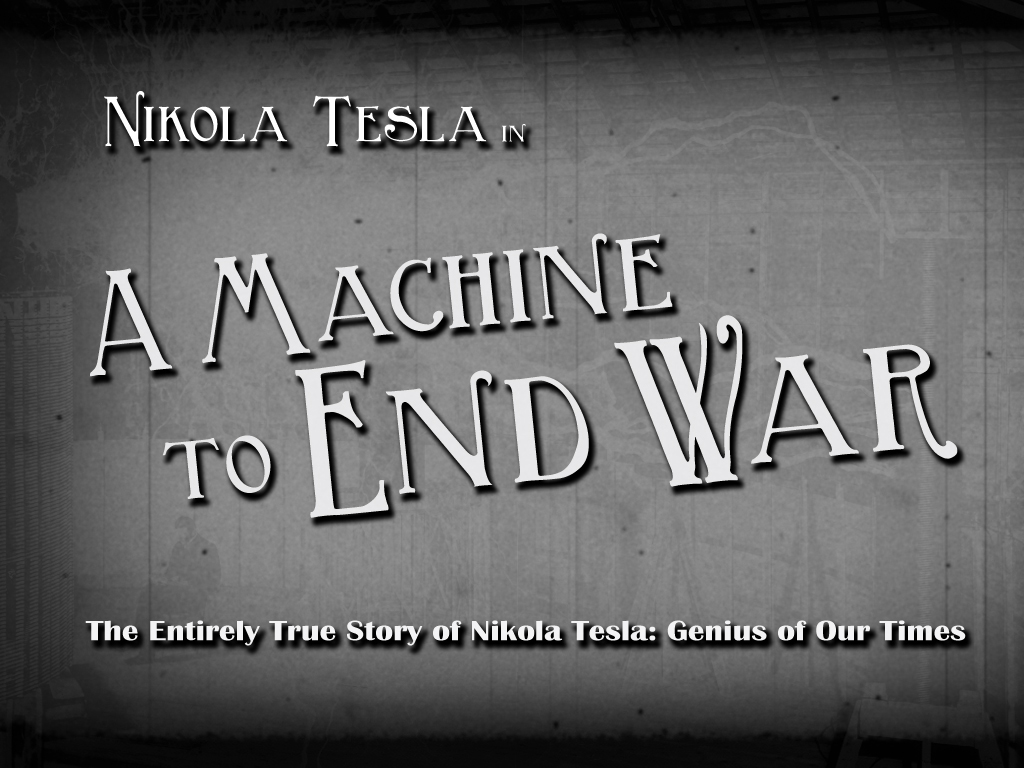 Nikola Tesla in
A Machine
to End War
The Entirely True Story of Nikola Tesla: Genius of Our Times